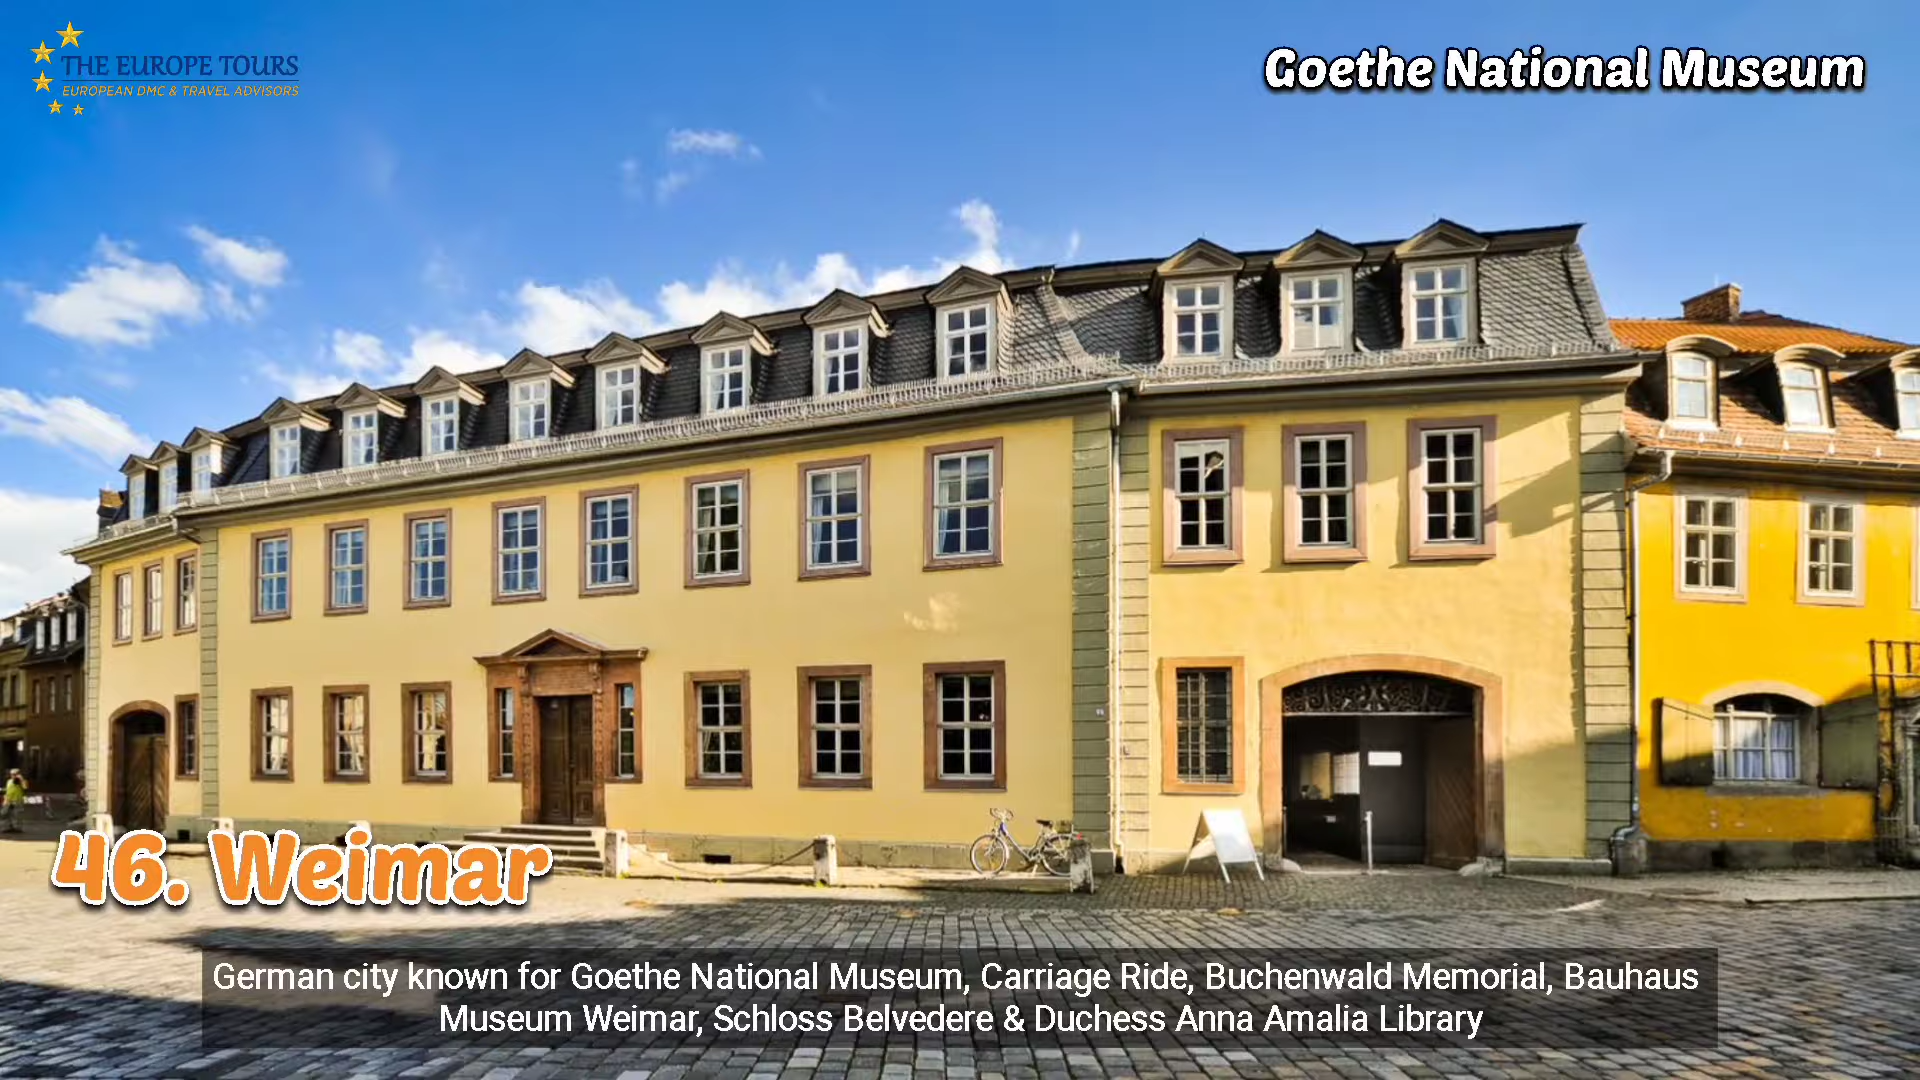 THE EUROPE TOURS
EUROPEAN DMC & TRAVEL ADVISORS
Goethe National Museum
46. Weimar
German city known for Goethe National Museum, Carriage Ride, Buchenwald Memorial, Bauhaus
Museum Weimar, Schloss Belvedere & Duchess Anna Amalia Library